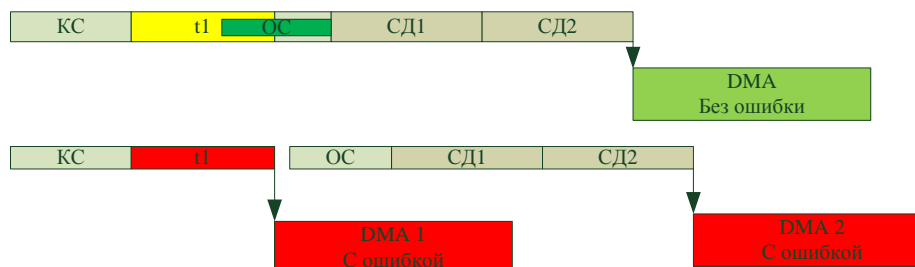 КС t1 ОС СД1 СД2
DMA
Без ошибки
КС t1 ОС СД1 СД2
DMA 1
С ошибкой
DMA 2
С ошибкой